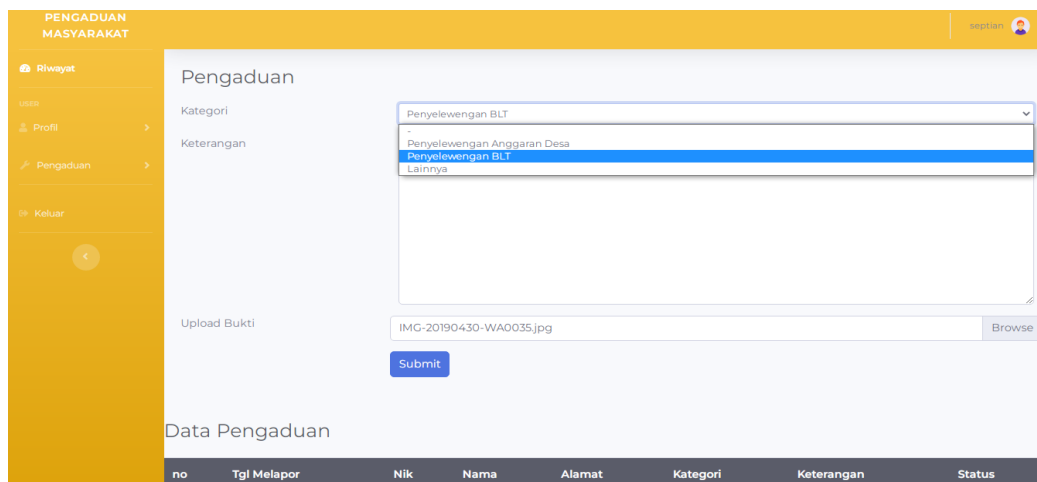 PENGADUAN
MASYARAKAT
septian
Riwayat
USER
Profil
Pengaduan
Keluar
Pengaduan
Kategori
Penyelewengan BLT
-
Penyelewengan Anggaran Desa
Penyelewengan BLT
Lainnya
Keterangan
Upload Bukti
IMG-20190430-WA0035.jpg
Browse
Submit
Data Pengaduan
no Tgl Melapor Nik Nama Alamat Kategori Keterangan Status